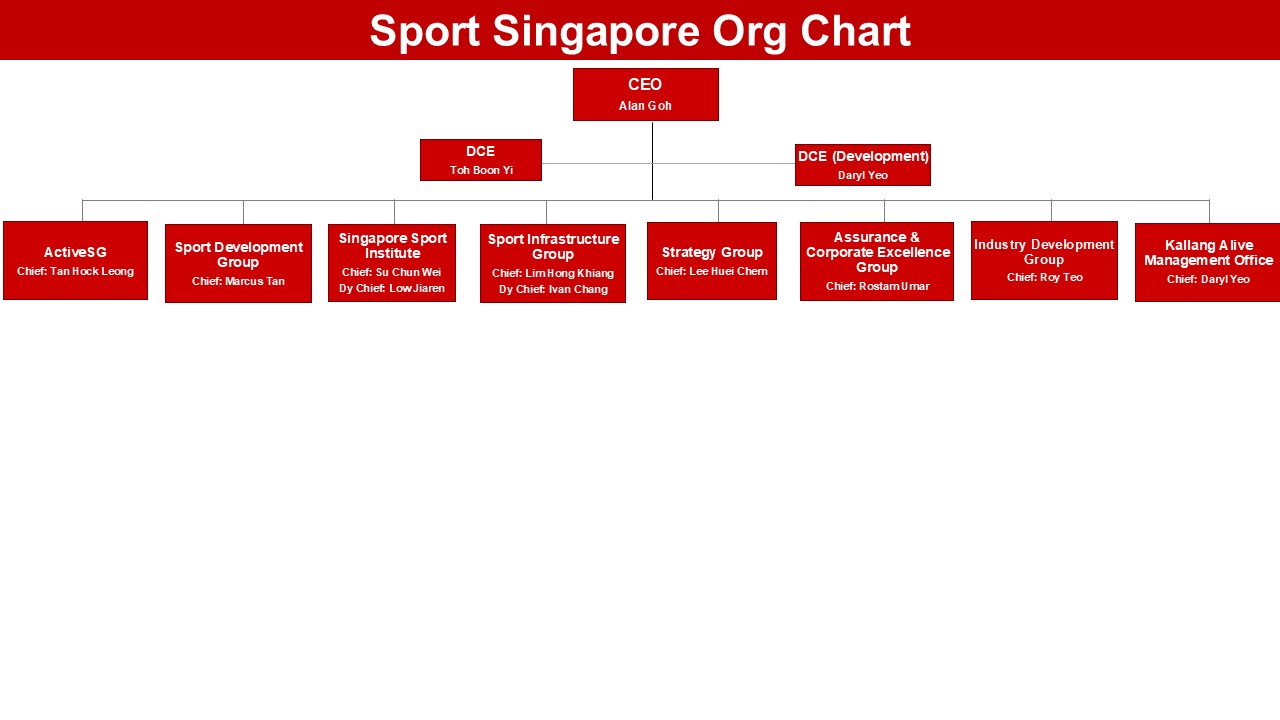 Sport Singapore Org Chart
CEO
Alan Goh
DCE
Toh Boon Yi
DCE (Development)
Daryl Yeo
ActiveSG
Chief: Tan Hock Leong
Sport Development
Group
Chief: Marcus Tan
Singapore Sport
Institute
Chief: Su Chun Wei
Dy Chief: Low Jiaren
Sport Infrastructure
Group
Chief: Lim Hong Khiang
Dy Chief: Ivan Chang
Strategy Group
Chief: Lee Huei Chern
Assurance &
Corporate Excellence
Group
Chief: Rostam Umar
Industry Development
Group
Chief: Roy Teo
Kallang Alive
Management Office
Chief: Daryl Yeo